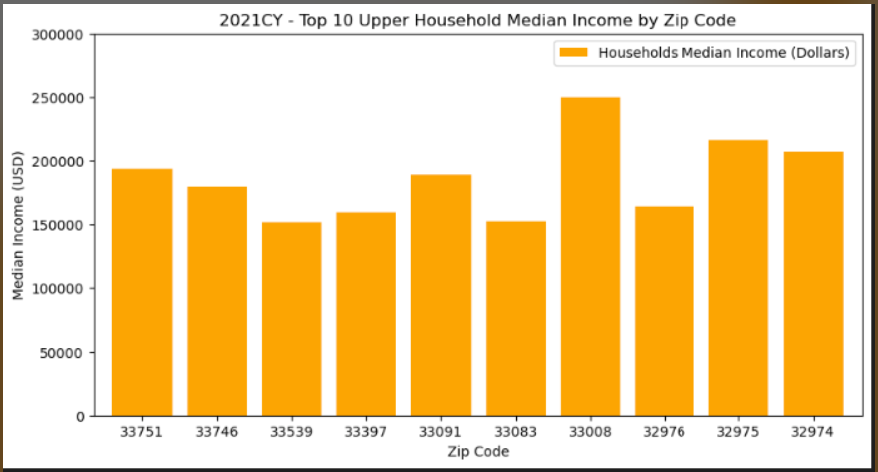 2021CY - Top 10 Upper Household Median Income by Zip Code
Households Median Income (Dollars)
Median Income (USD)
300000
250000
200000
150000
100000
50000
0
33751 33746 33539 33397 33091 33083 33008 32976 32975 32974
Zip Code